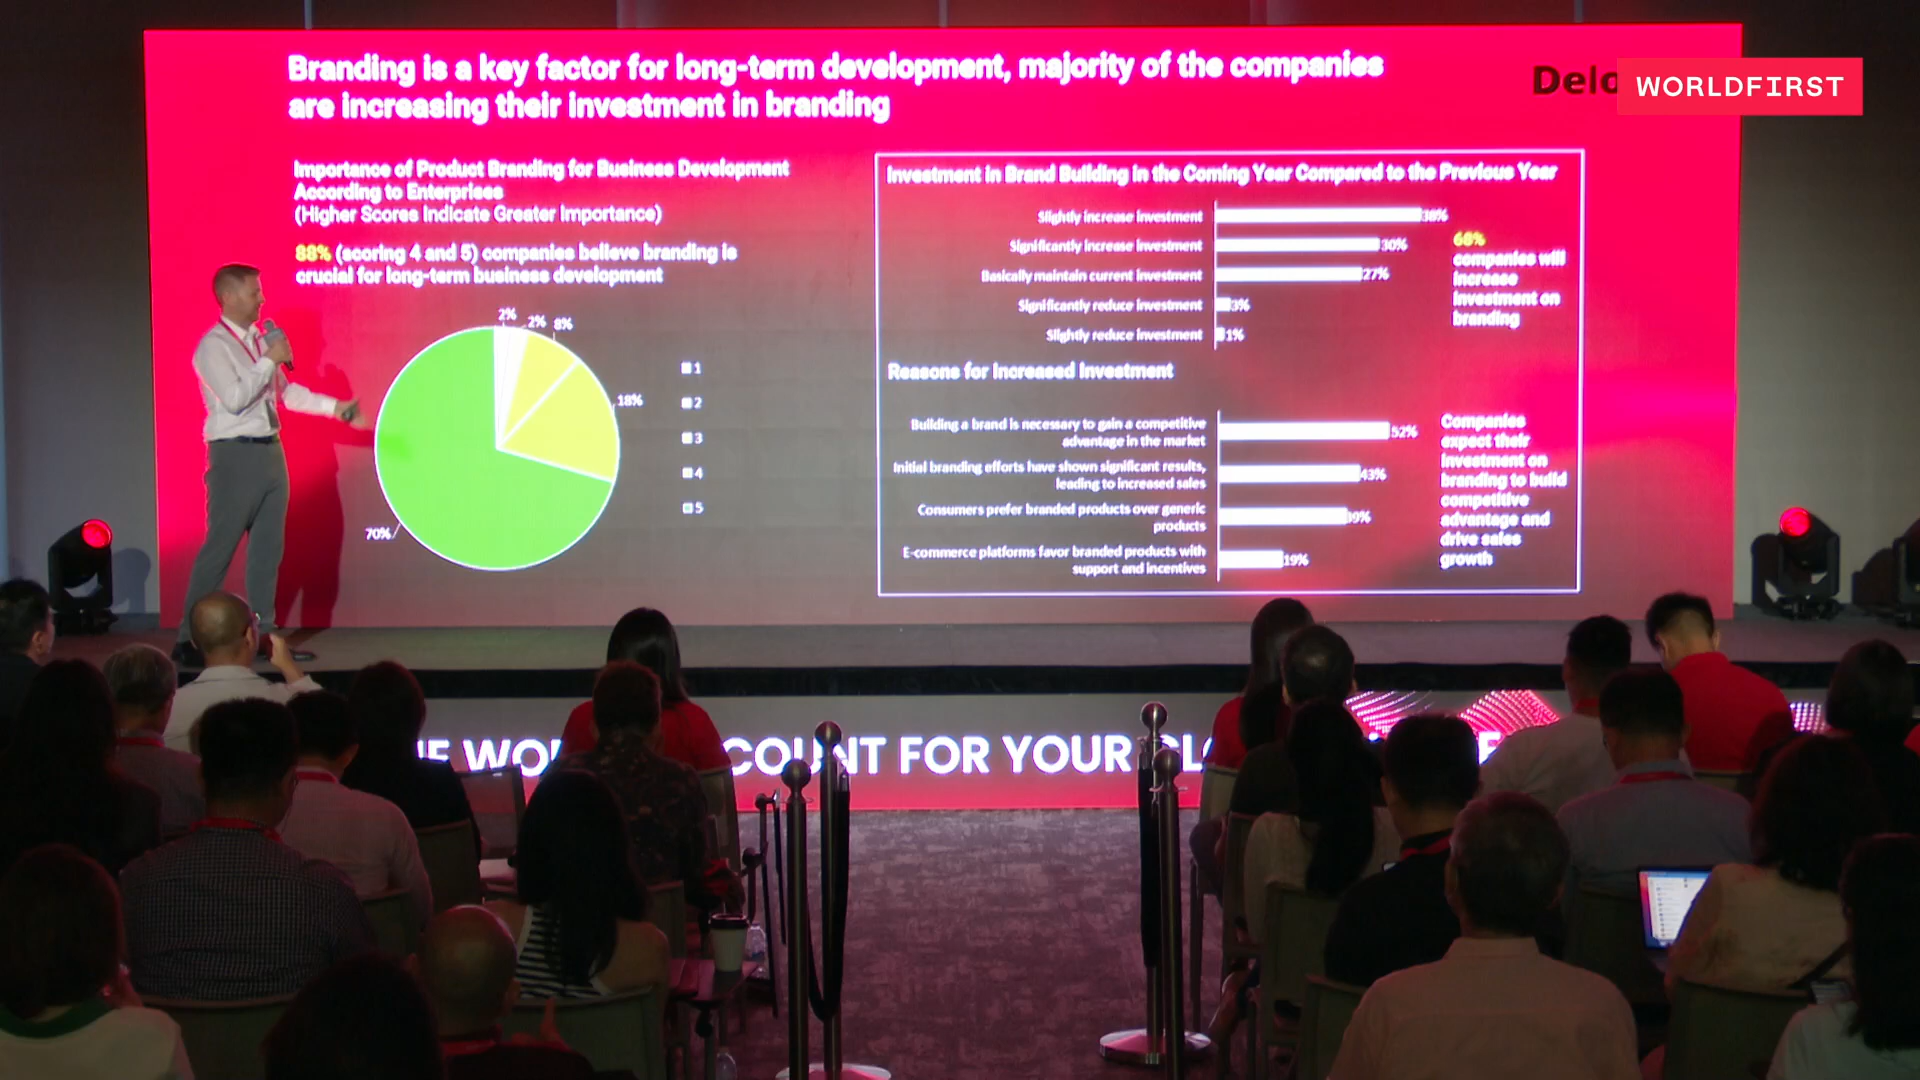 Branding is a key factor for long-term development, majority of the companies
are increasing their investment in branding
Delo
WORLDFIRST
Importance of Product Branding for Business Development
According to Enterprises
(Higher Scores Indicate Greater Importance)
88% (scoring 4 and 5) companies believe branding is
crucial for long-term business development
2%
2%
8%
18%
70%
1
2
3
4
5
Investment in Brand Building in the Coming Year Compared to the Previous Year
Slightly increase investment 38%
Significantly increase investment 30%
Basically maintain current investment 27%
Significantly reduce investment 3%
Slightly reduce investment 1%
68%
companies will
increase
investment on
branding
Reasons for Increased Investment
Building a brand is necessary to gain a competitive
advantage in the market
52%
Initial branding efforts have shown significant results,
leading to increased sales
43%
Consumers prefer branded products over generic
products
39%
E-commerce platforms favor branded products with
support and incentives
19%
Companies
expect their
investment on
branding to build
competitive
advantage and
drive sales
growth
COUNT FOR YOUR